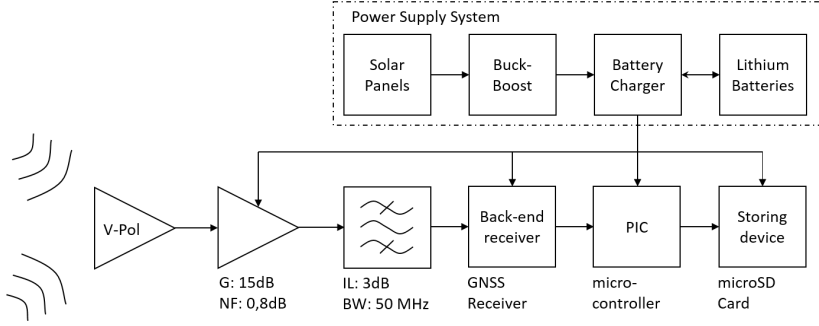 Power Supply System
Solar
Panels
Buck-
Boost
Battery
Charger
Lithium
Batteries
V-Pol
Back-end
receiver
PIC
Storing
device
G: 15dB
NF: 0,8dB
IL: 3dB
BW: 50 MHz
GNSS
Receiver
micro-
controller
microSD
Card